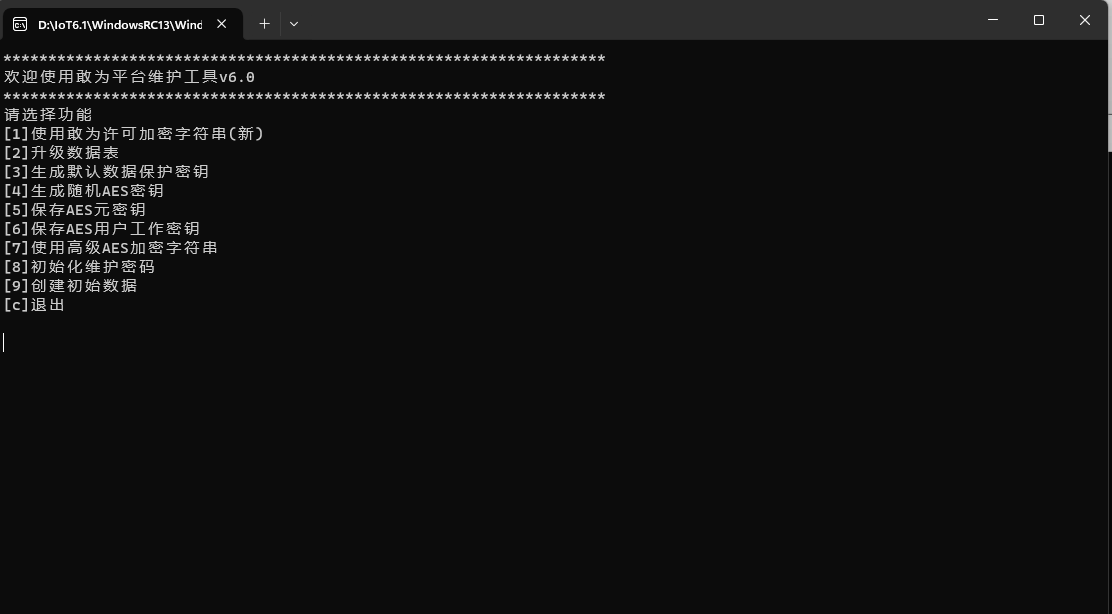 D:\IoT6.1\WindowsRC13\Wind
*******************************************************************
欢迎使用敢为平台维护工具v6.0
*******************************************************************
请选择功能
[1]使用敢为许可加密字符串(新)
[2]升级数据表
[3]生成默认数据保护密钥
[4]生成随机AES密钥
[5]保存AES元密钥
[6]保存AES用户工作密钥
[7]使用高级AES加密字符串
[8]初始化维护密码
[9]创建初始数据
[c]退出